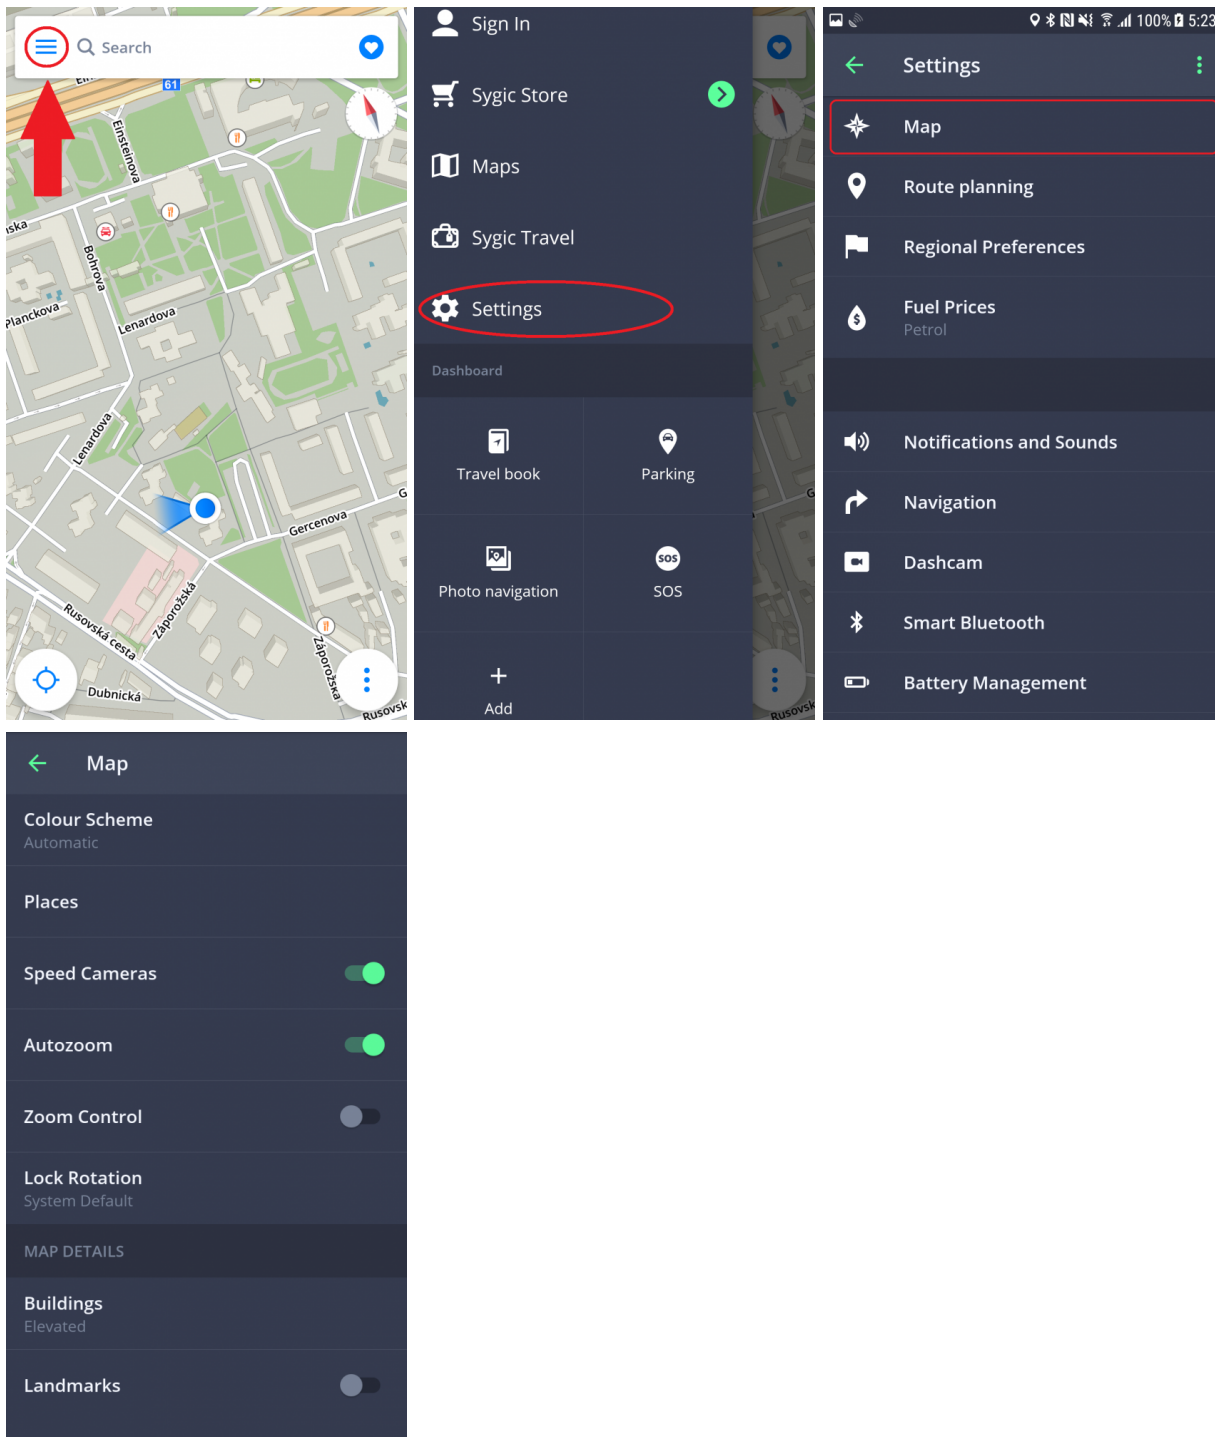 Search
Eins
61
Einsteinova
nska
Bohrova
Planckova
Lenardova
Lenardova
G
Gercenova
Záporožská
Rusovská cesta
Záporožská
Dubnická
Rusovsk
Sign In
Sygic Store
Maps
Sygic Travel
Settings
Dashboard
Travel book
Parking
Photo navigation
SOS
SOS
Add
G
Rusovsk
100% 5:23
Settings
Map
Route planning
Regional Preferences
Fuel Prices
Petrol
Notifications and Sounds
Navigation
Dashcam
Smart Bluetooth
Battery Management
Map
Colour Scheme
Automatic
Places
Speed Cameras
Autozoom
Zoom Control
Lock Rotation
System Default
MAP DETAILS
Buildings
Elevated
Landmarks